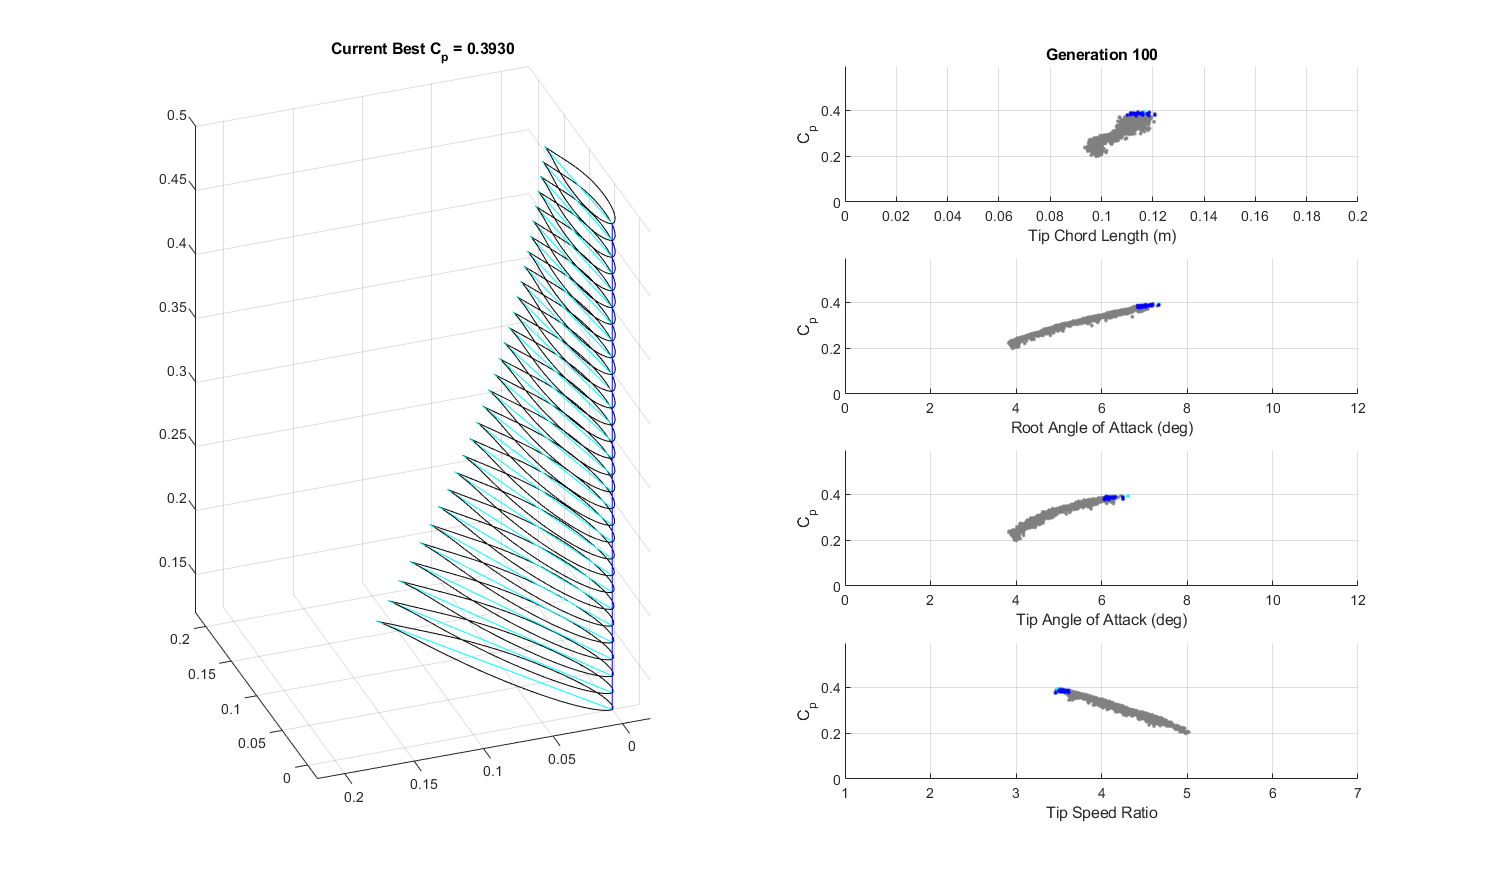 Current Best Cp = 0.3930
0.5
0.45
0.4
0.35
0.3
0.25
0.2
0.15
0.2
0.15
0.1
0.05
0
0.2
0.15
0.1
0.05
0
Generation 100
Cp
0.4
0.2
0
0 0.02 0.04 0.06 0.08 0.1 0.12 0.14 0.16 0.18 0.2
Tip Chord Length (m)
Cp
0.4
0.2
0
0 2 4 6 8 10 12
Root Angle of Attack (deg)
Cp
0.4
0.2
0
0 2 4 6 8 10 12
Tip Angle of Attack (deg)
Cp
0.4
0.2
0
1 2 3 4 5 6 7
Tip Speed Ratio